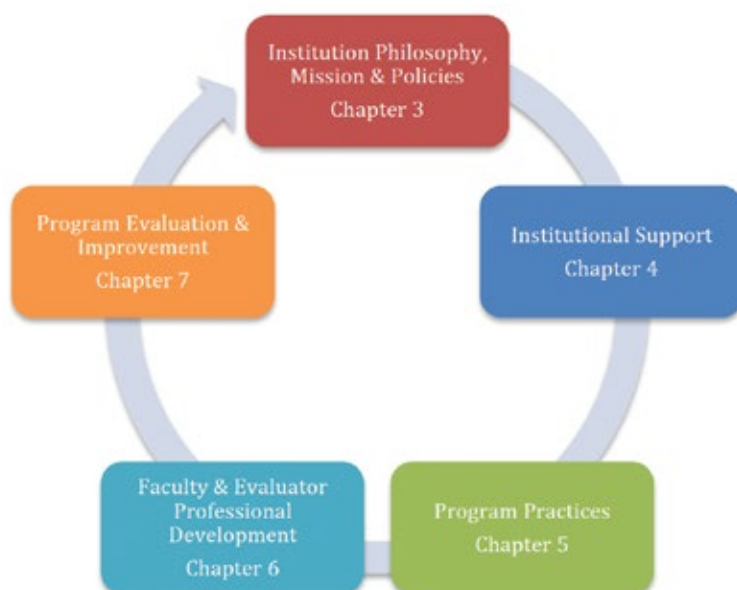 Institution Philosophy,
Mission & Policies
Chapter 3
Institutional Support
Chapter 4
Program Practices
Chapter 5
Faculty & Evaluator
Professional
Development
Chapter 6
Program Evaluation &
Improvement
Chapter 7